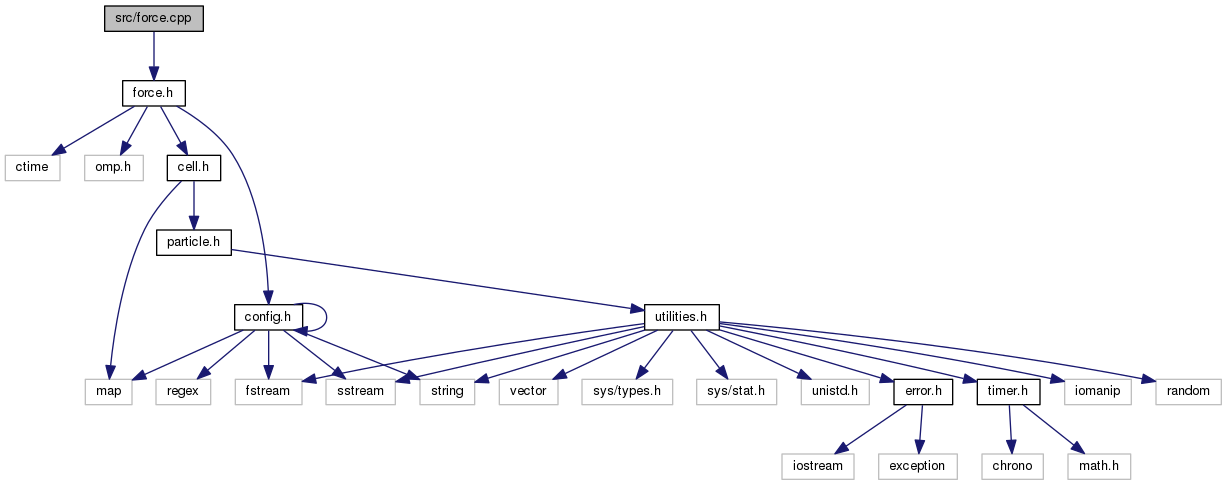 src/force.cpp
force.h
ctime
omp.h
cell.h
particle.h
config.h
utilities.h
map
regex
fstream
sstream
string
vector
sys/types.h
sys/stat.h
unistd.h
error.h
timer.h
iomanip
random
iostream
exception
chrono
math.h